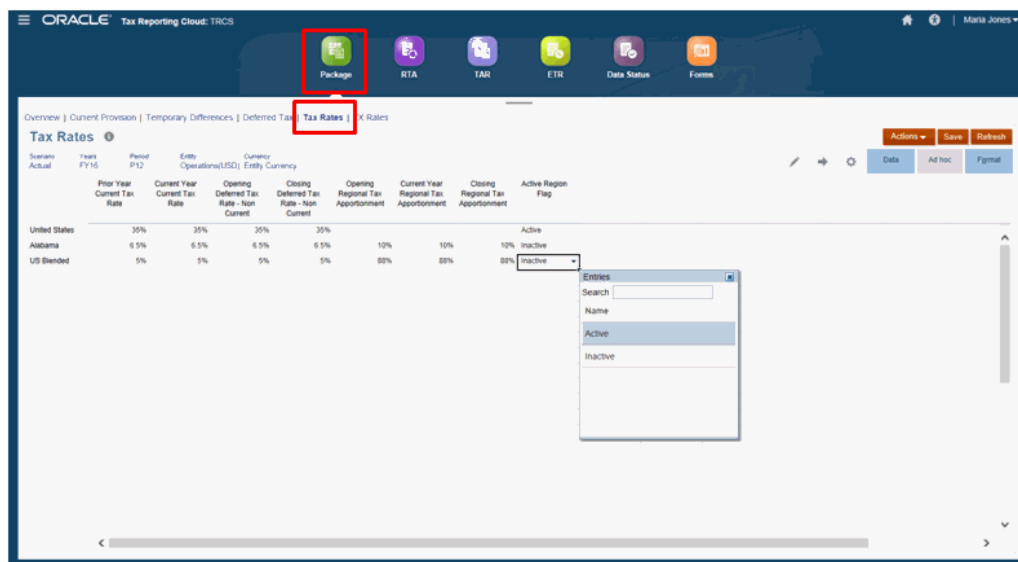 ORACLE Tax Reporting Cloud: TRCS Maria Jones
Package RTA TAR ETR Data Status Forms
Overview | Current Provision | Temporary Differences | Deferred Tax | Tax Rates | Rates
Tax Rates
Actions Save Refresh
Scenario Years Period Entity Currency
Actual FY16 P12 Operations(USD) Entity Currency
Data Ad hoc Format
Prior Year Current Tax Rate
Current Year Current Tax Rate
Opening Deferred Tax Rate - Non Current
Closing Deferred Tax Rate - Non Current
Opening Regional Tax Apportionment
Current Year Regional Tax Apportionment
Closing Regional Tax Apportionment
Active Region Flag
United States 35% 35% 35% 35% Active
Alabama 6.5% 6.5% 6.5% 6.5% 10% 10% 10% Inactive
US Blended 5% 5% 5% 5% 88% 88% 88% Inactive
Entries
Search
Name
Active
Inactive